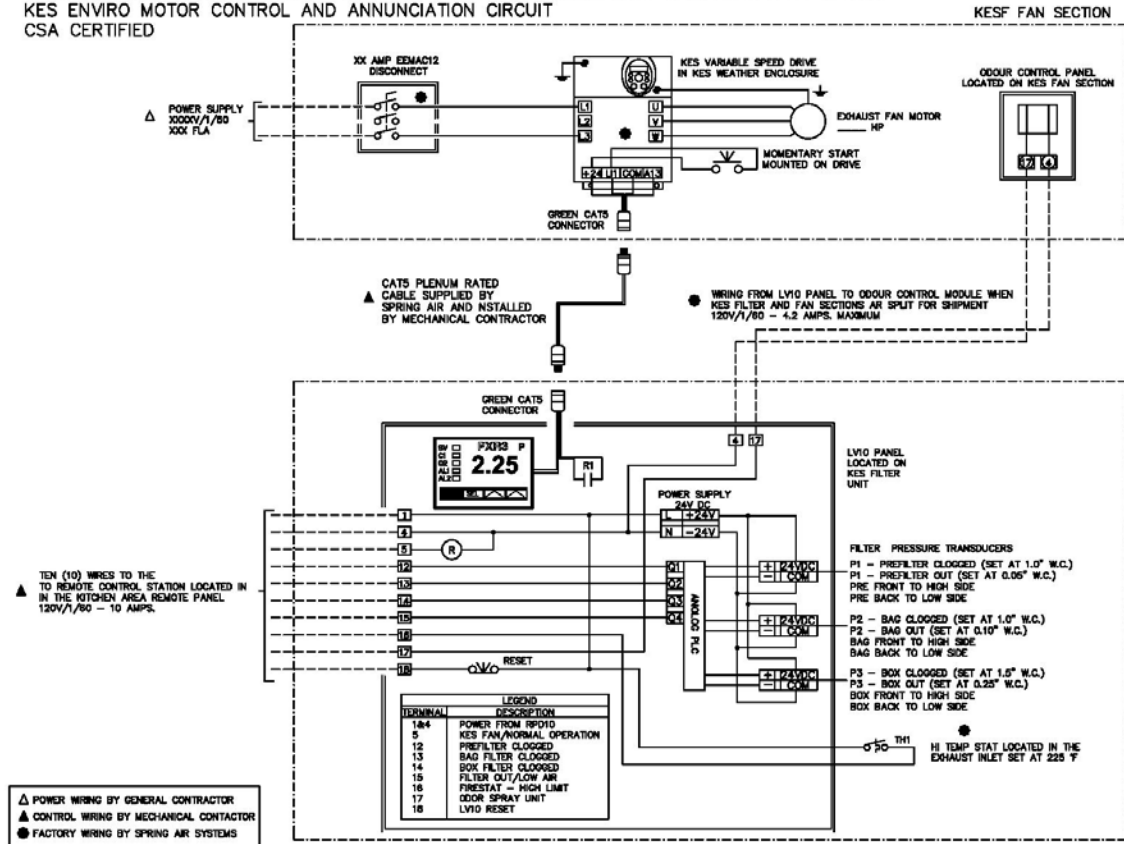 KES ENVIRO MOTOR CONTROL AND ANNUNCIATION CIRCUIT
CSA CERTIFIED
KESF FAN SECTION
XX AMP EEMAC12
DISCONNECT
POWER SUPPLY
XXXXV/1/60
XXX FLA
L1
L2
L3
U
V
W
KES VARIABLE SPEED DRIVE
IN KES WEATHER ENCLOSURE
EXHAUST FAN MOTOR
____ HP
MOMENTARY START
MOUNTED ON DRIVE
+24 LI1 COM A13
GREEN CAT5
CONNECTOR
ODOUR CONTROL PANEL
LOCATED ON KES FAN SECTION
17 4
CAT5 PLENUM RATED
CABLE SUPPLIED BY
SPRING AIR AND NSTALLED
BY MECHANICAL CONTRACTOR
WIRING FROM LV10 PANEL TO ODOUR CONTROL MODULE WHEN
KES FILTER AND FAN SECTIONS AR SPLIT FOR SHIPMENT
120V/1/60 - 4.2 AMPS. MAXIMUM
GREEN CAT5
CONNECTOR
4 17
LV10 PANEL
LOCATED ON
KES FILTER
UNIT
FXR3 P
SV
C1
C2
AL1
AL2
2.25
SEL
R1
POWER SUPPLY
24V DC
L +24V
N -24V
1
4
5
R
12
13
14
15
16
17
18
RESET
Q1
Q2
Q3
Q4
ANOLOG PLC
+ 24VDC
- COM
+ 24VDC
- COM
+ 24VDC
- COM
FILTER PRESSURE TRANSDUCERS
P1 - PREFILTER CLOGGED (SET AT 1.0" W.C.)
P1 - PREFILTER OUT (SET AT 0.05" W.C.)
PRE FRONT TO HIGH SIDE
PRE BACK TO LOW SIDE
P2 - BAG CLOGGED (SET AT 1.0" W.C.)
P2 - BAG OUT (SET AT 0.10" W.C.)
BAG FRONT TO HIGH SIDE
BAG BACK TO LOW SIDE
P3 - BOX CLOGGED (SET AT 1.5" W.C.)
P3 - BOX OUT (SET AT 0.25" W.C.)
BOX FRONT TO HIGH SIDE
BOX BACK TO LOW SIDE
TH1
HI TEMP STAT LOCATED IN THE
EXHAUST INLET SET AT 225 °F
TEN (10) WIRES TO THE
TO REMOTE CONTROL STATION LOCATED IN
IN THE KITCHEN AREA REMOTE PANEL
120V/1/60 - 10 AMPS.
LEGEND
TERMINAL DESCRIPTION
1&4 POWER FROM RPD10
5 KES FAN/NORMAL OPERATION
12 PREFILTER CLOGGED
13 BAG FILTER CLOGGED
14 BOX FILTER CLOGGED
15 FILTER OUT/LOW AIR
16 FIRESTAT - HIGH LIMIT
17 ODOR SPRAY UNIT
18 LV10 RESET
POWER WIRING BY GENERAL CONTRACTOR
CONTROL WIRING BY MECHANICAL CONTACTOR
FACTORY WIRING BY SPRING AIR SYSTEMS